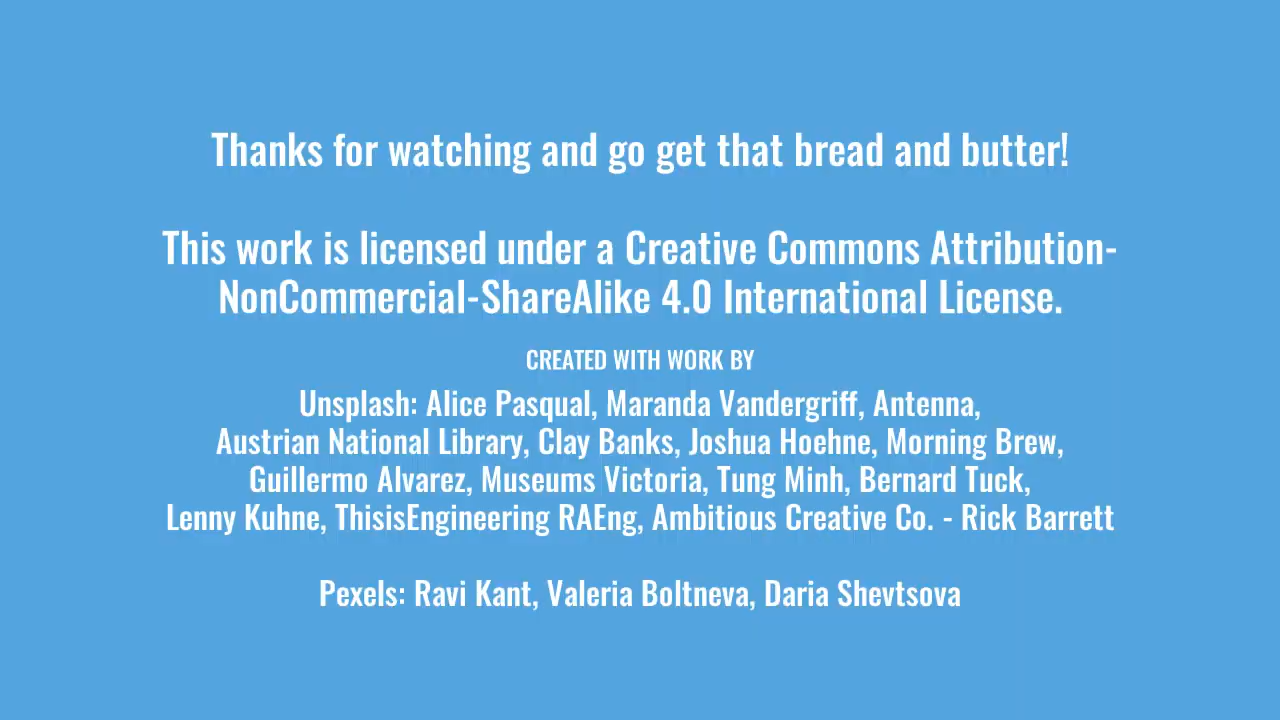 Thanks for watching and go get that bread and butter!
This work is licensed under a Creative Commons Attribution-
NonCommercial-ShareAlike 4.0 International License.
CREATED WITH WORK BY
Unsplash: Alice Pasqual, Maranda Vandergriff, Antenna,
Austrian National Library, Clay Banks, Joshua Hoehne, Morning Brew,
Guillermo Alvarez, Museums Victoria, Tung Minh, Bernard Tuck,
Lenny Kuhne, ThisisEngineering RAEng, Ambitious Creative Co. - Rick Barrett
Pexels: Ravi Kant, Valeria Boltneva, Daria Shevtsova